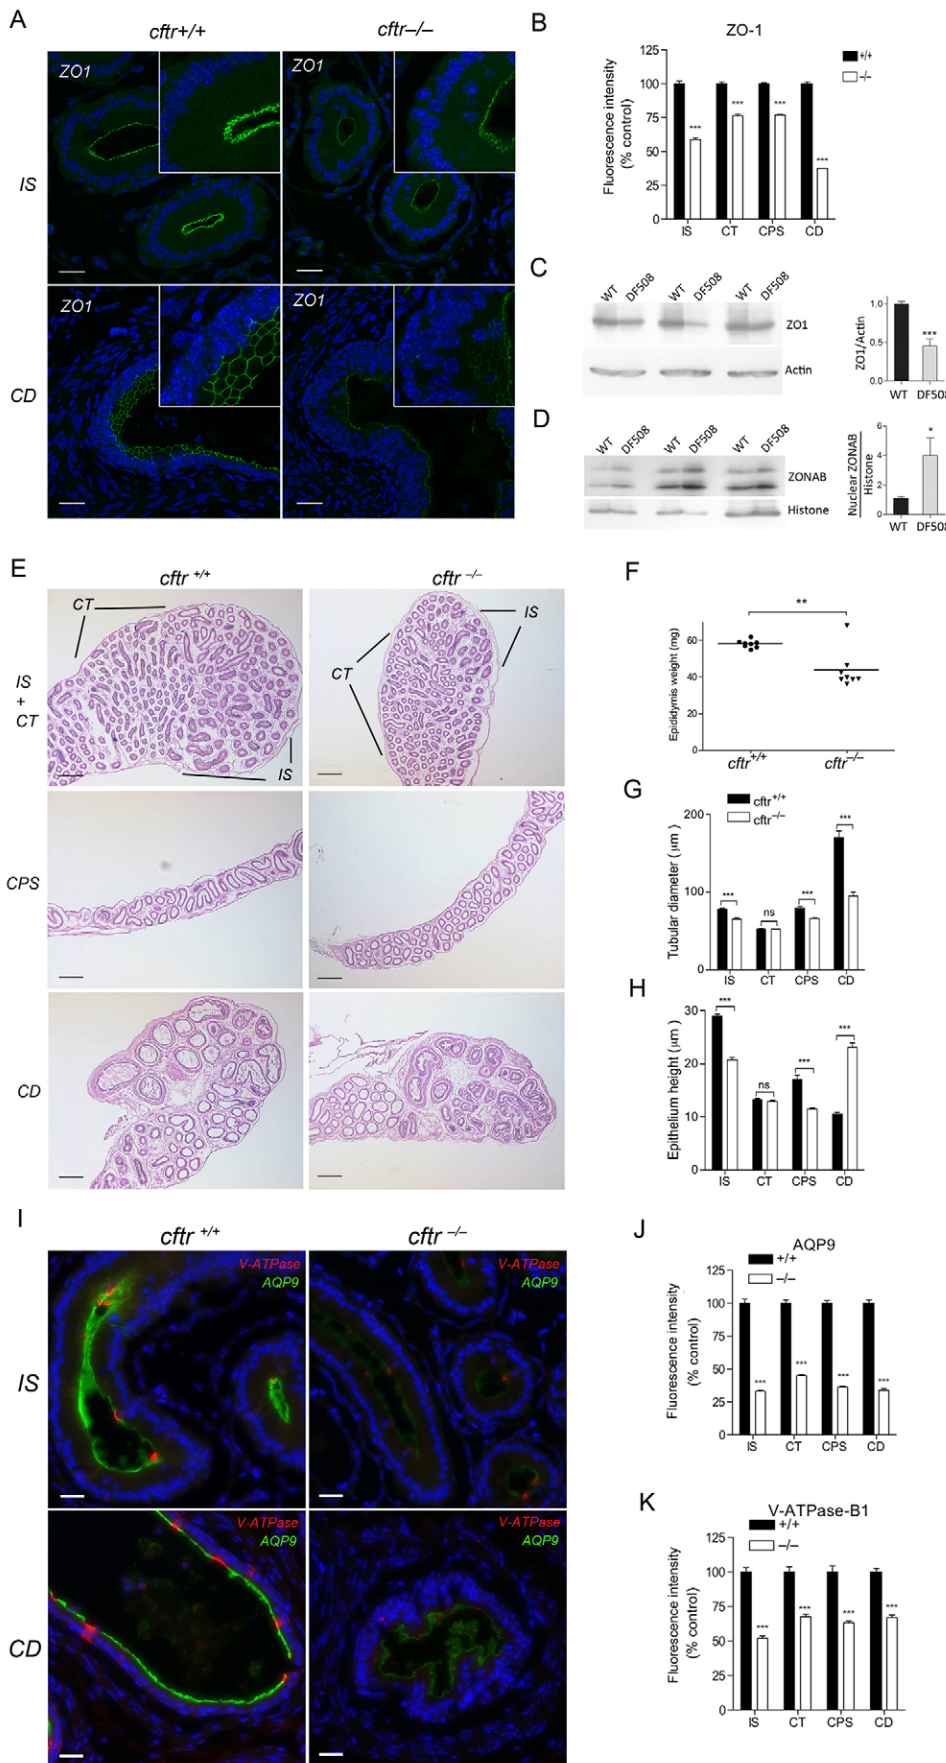 A
cftr+/+
cftr–/–
ZO1
ZO1
IS
ZO1
ZO1
CD
B
ZO-1
+/+
–/–
Fluorescence intensity
(% control)
125
100
75
50
25
0
***
***
***
***
IS CT CPS CD
C
WT DF508 WT DF508 WT DF508
ZO1
Actin
ZO1/Actin
1.0
0.5
0.0
***
WT DF508
D
WT DF508 WT DF508 WT DF508
ZONAB
Histone
Nuclear ZONAB
Histone
6
4
2
0
*
WT DF508
E
cftr +/+
cftr –/–
CT
IS
CT
IS
IS
+
CT
CPS
CD
F
**
Epididymis weight (mg)
60
40
20
0
cftr+/+
cftr–/–
G
cftr+/+
cftr–/–
Tubular diameter (μm)
200
100
0
***
ns
***
***
IS CT CPS CD
H
Epithelium height (μm)
30
20
10
0
***
ns
***
***
IS CT CPS CD
I
cftr +/+
cftr –/–
V-ATPase
AQP9
V-ATPase
AQP9
IS
V-ATPase
AQP9
V-ATPase
AQP9
CD
J
AQP9
+/+
–/–
Fluorescence intensity
(% control)
125
100
75
50
25
0
***
***
***
***
IS CT CPS CD
K
V-ATPase-B1
+/+
–/–
Fluorescence intensity
(% control)
125
100
75
50
25
0
***
***
***
***
IS CT CPS CD